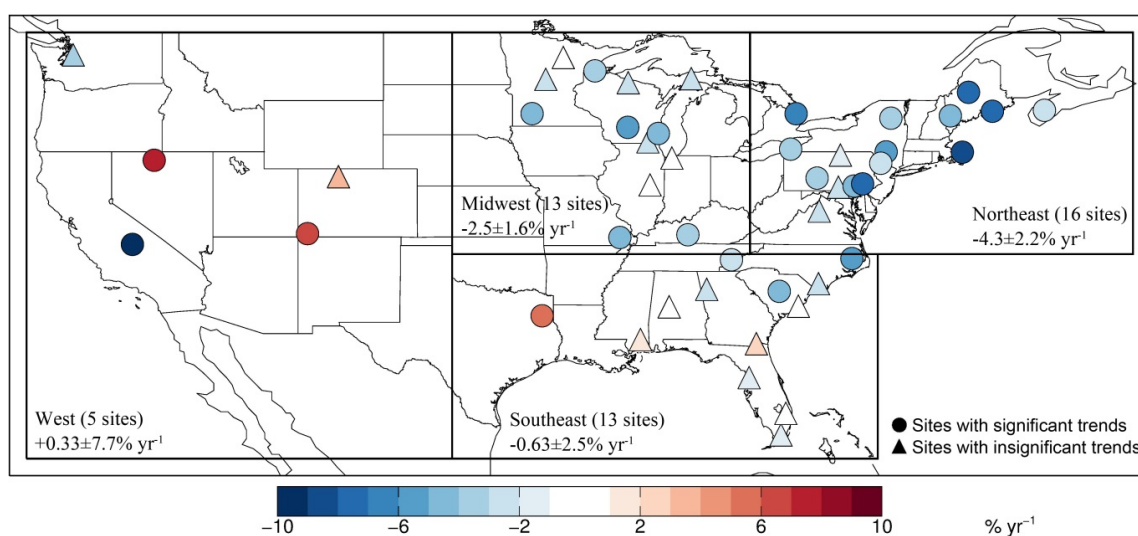 Midwest (13 sites)
-2.5±1.6% yr⁻¹
Northeast (16 sites)
-4.3±2.2% yr⁻¹
West (5 sites)
+0.33±7.7% yr⁻¹
Southeast (13 sites)
-0.63±2.5% yr⁻¹
Sites with significant trends
Sites with insignificant trends
−10 −6 −2 2 6 10 % yr⁻¹